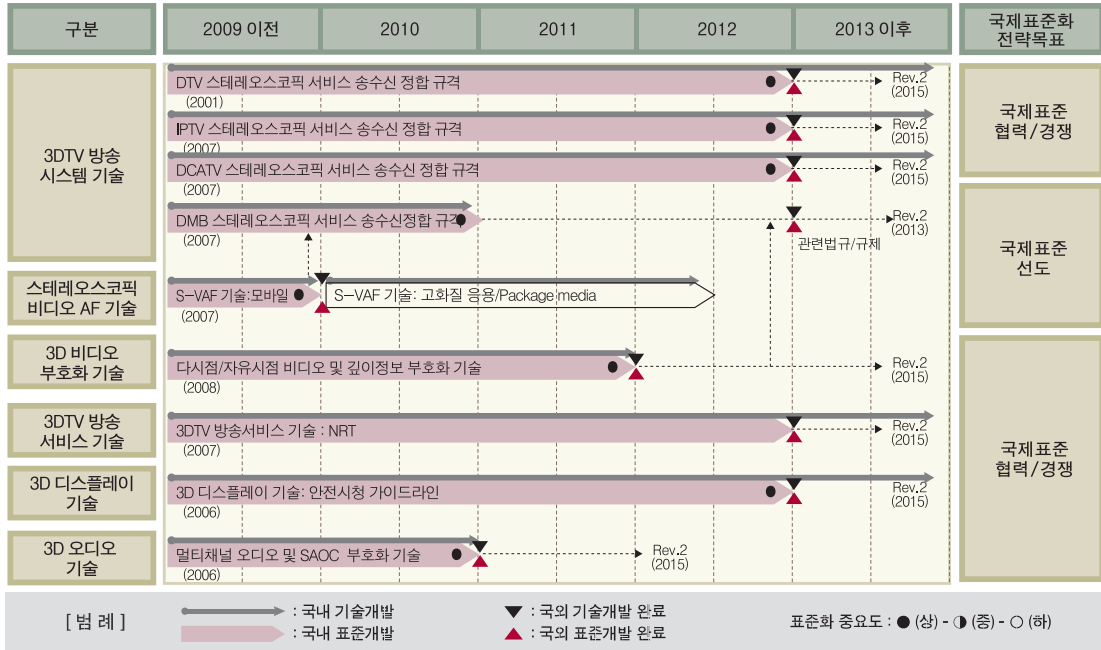 구분
2009 이전
2010
2011
2012
2013 이후
국제표준화
전략목표
3DTV 방송
시스템 기술
DTV 스테레오스코픽 서비스 송수신 정합 규격
(2001)
Rev.2
(2015)
IPTV 스테레오스코픽 서비스 송수신 정합 규격
(2007)
Rev.2
(2015)
DCATV 스테레오스코픽 서비스 송수신 정합 규격
(2007)
Rev.2
(2015)
DMB 스테레오스코픽 서비스 송수신정합 규격
(2007)
Rev.2
(2013)
관련법규/규제
국제표준
협력/경쟁
국제표준
선도
스테레오스코픽
비디오 AF 기술
S-VAF 기술:모바일
(2007)
S-VAF 기술: 고화질 응용/Package media
3D 비디오
부호화 기술
다시점/자유시점 비디오 및 깊이정보 부호화 기술
(2008)
Rev.2
(2015)
3DTV 방송
서비스 기술
3DTV 방송서비스 기술 : NRT
(2007)
Rev.2
(2015)
국제표준
협력/경쟁
3D 디스플레이
기술
3D 디스플레이 기술: 안전시청 가이드라인
(2006)
Rev.2
(2015)
3D 오디오
기술
멀티채널 오디오 및 SAOC 부호화 기술
(2006)
Rev.2
(2015)
[ 범 례 ]
: 국내 기술개발
: 국내 표준개발
▼ : 국외 기술개발 완료
▲ : 국외 표준개발 완료
표준화 중요도 : ● (상) - ◑ (중) - ○ (하)